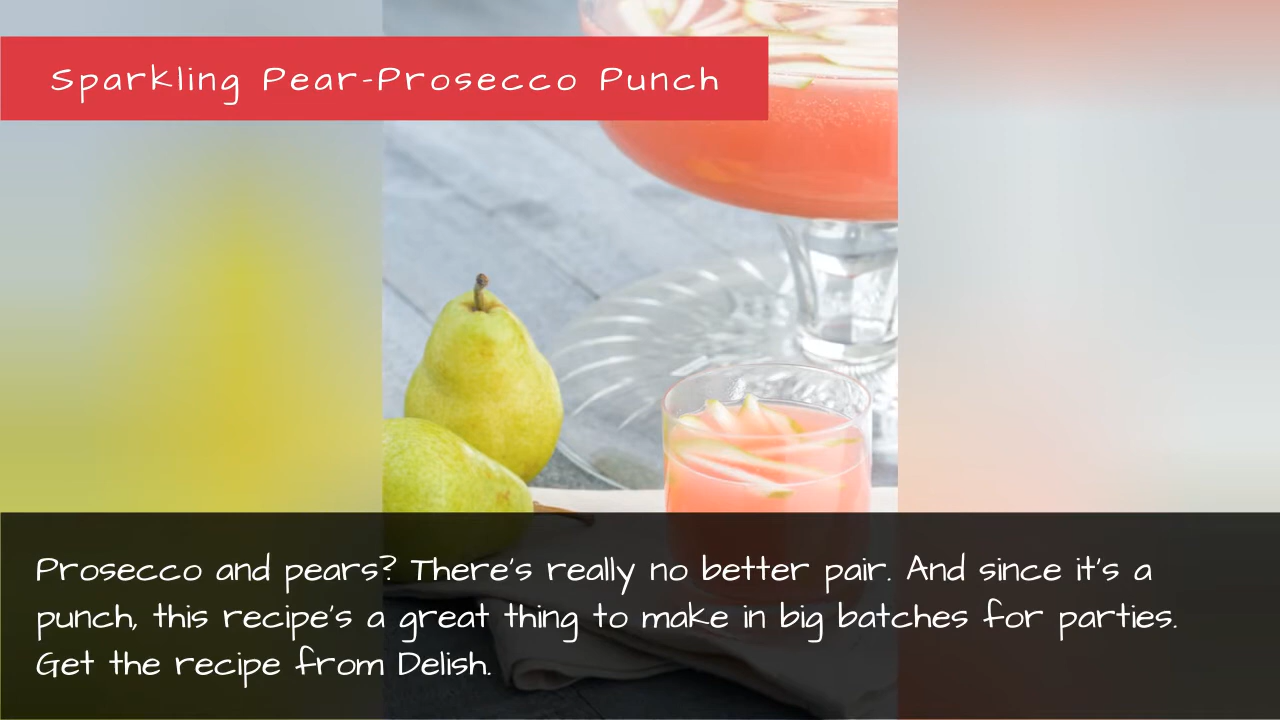 Sparkling Pear-Prosecco Punch
Prosecco and pears? There's really no better pair. And since it's a
punch, this recipe's a great thing to make in big batches for parties.
Get the recipe from Delish.